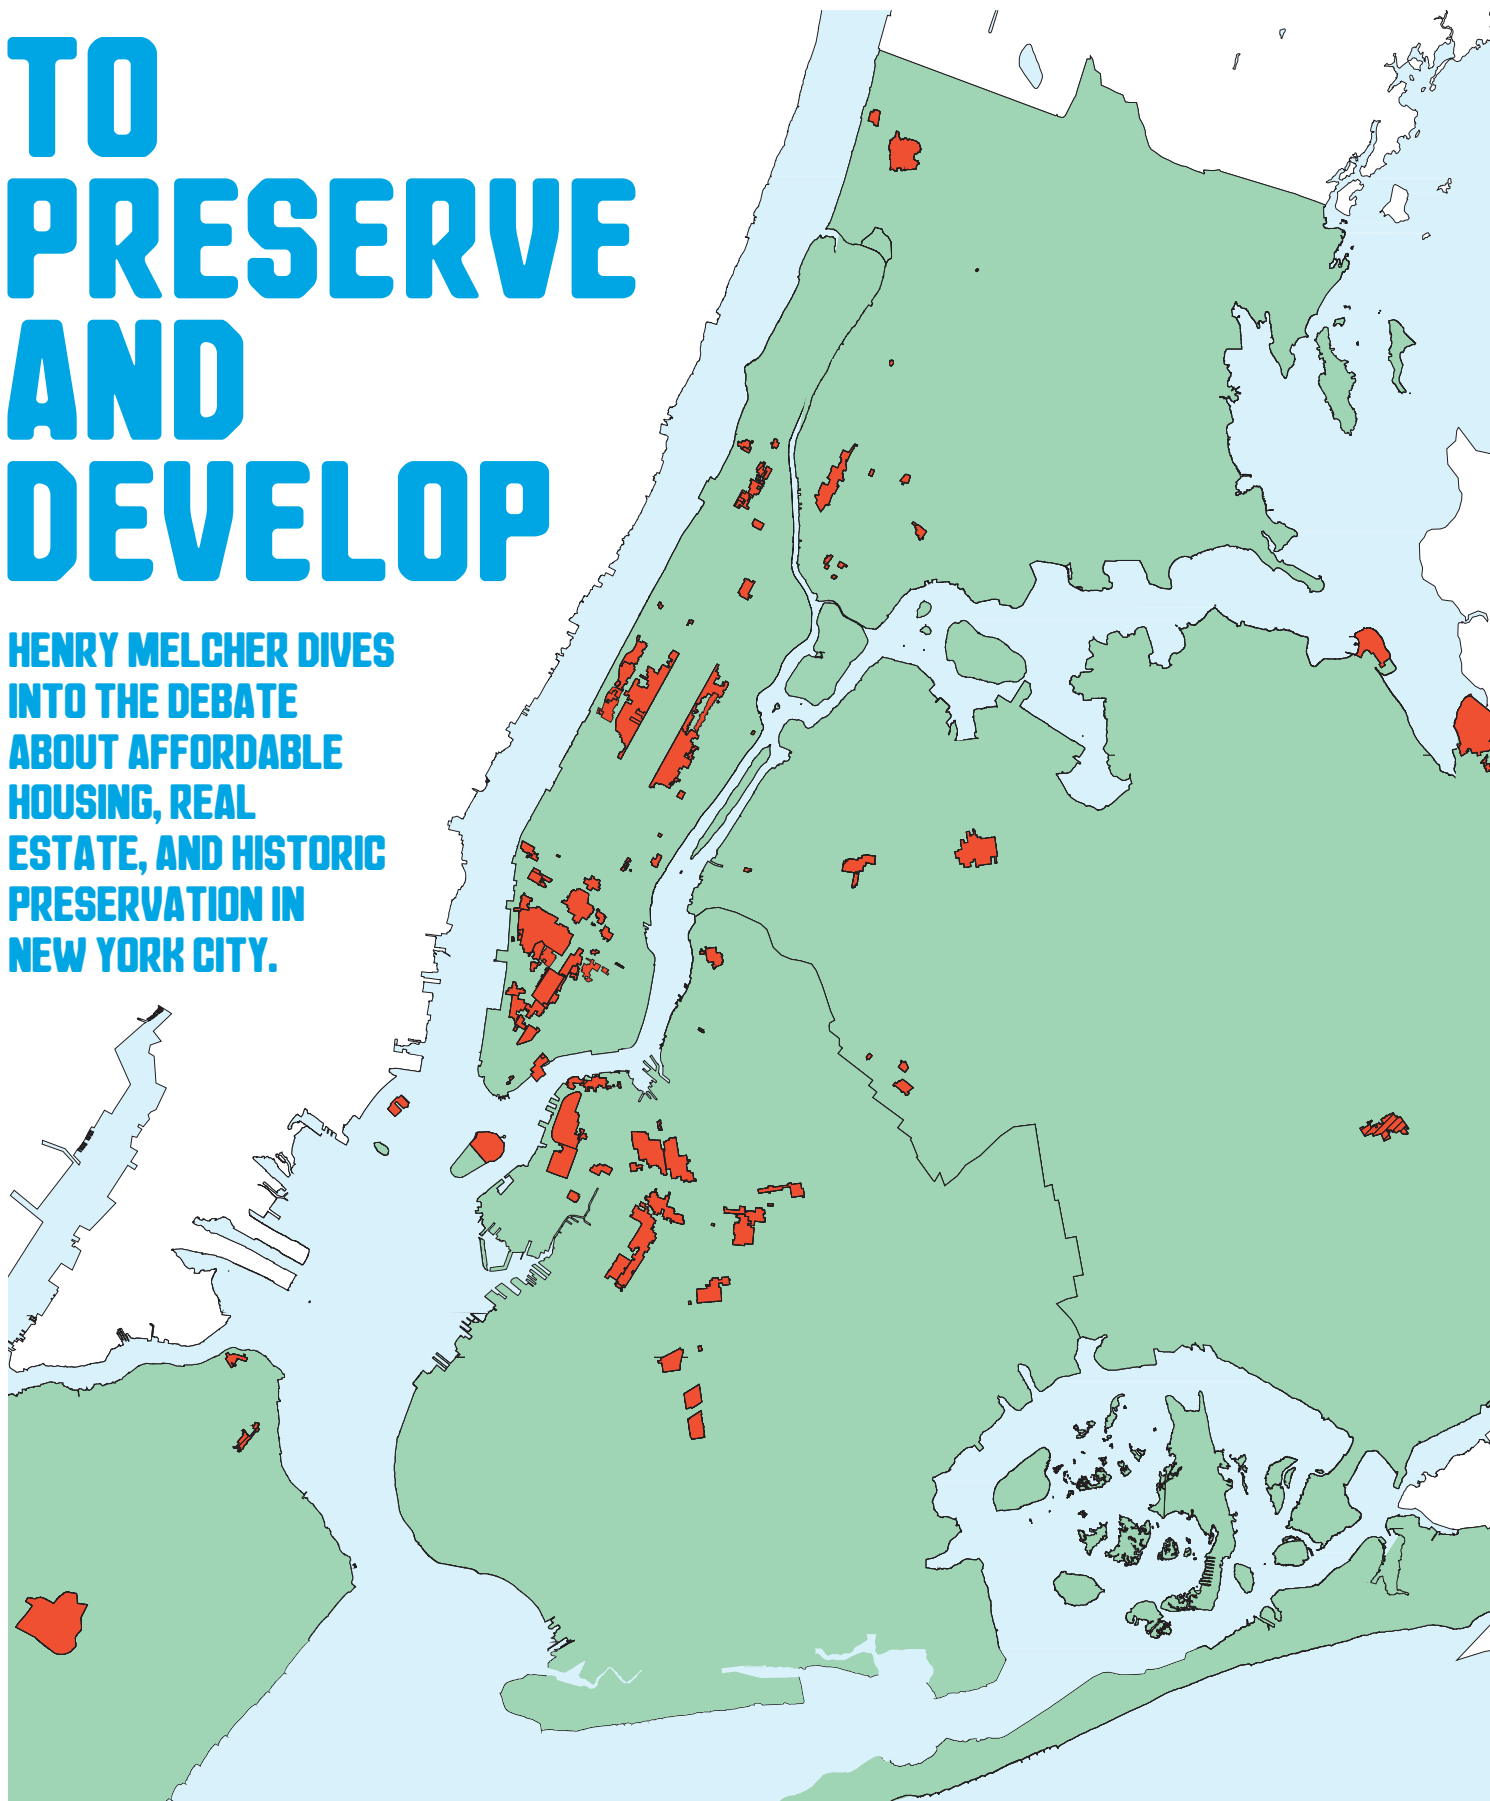 TO
PRESERVE
AND
DEVELOP
HENRY MELCHER DIVES
INTO THE DEBATE
ABOUT AFFORDABLE
HOUSING, REAL
ESTATE, AND HISTORIC
PRESERVATION IN
NEW YORK CITY.